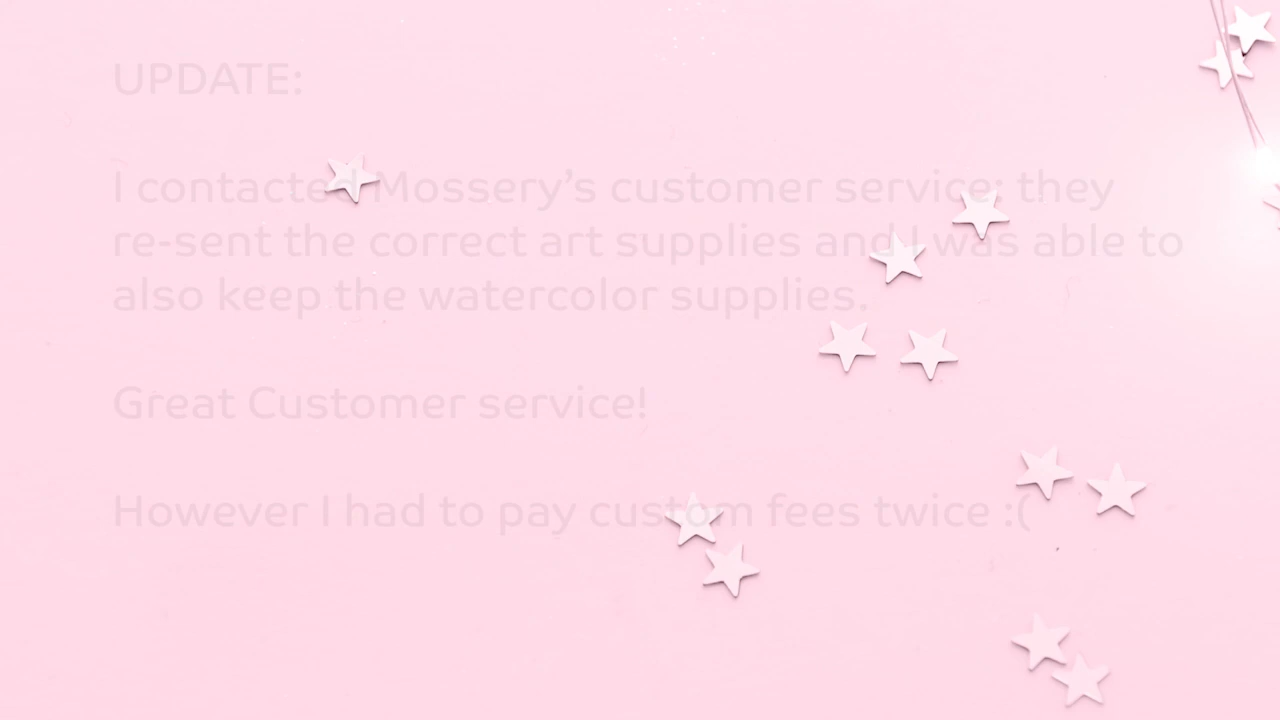 UPDATE:
I contacted Mossery’s customer service; they
re-sent the correct art supplies and I was able to
also keep the watercolor supplies.
Great Customer service!
However I had to pay custom fees twice :(